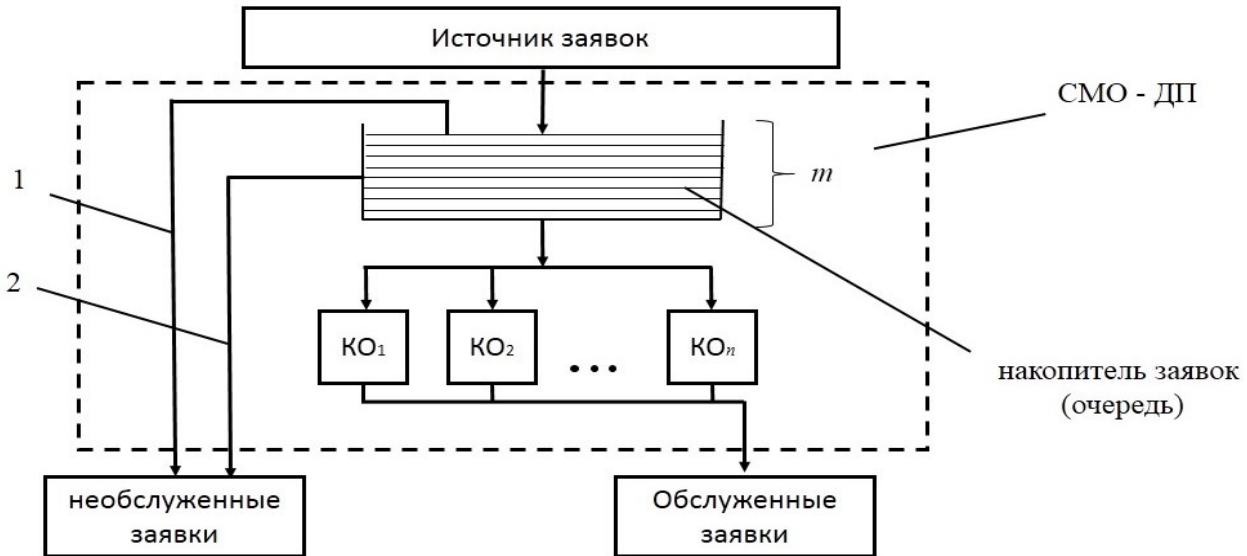 Источник заявок
СМО - ДП
1
m
2
КО1
КО2
...
КОn
накопитель заявок
(очередь)
необслуженные
заявки
Обслуженные
заявки